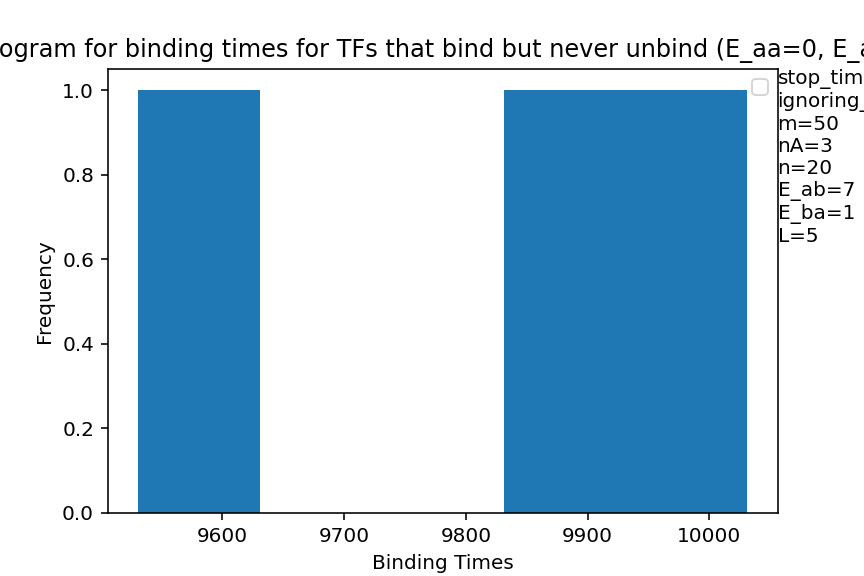 ogram for binding times for TFs that bind but never unbind (E_aa=0, E_a
stop_tim
ignoring_
m=50
nA=3
n=20
E_ab=7
E_ba=1
L=5
1.0
0.8
0.6
0.4
0.2
0.0
Frequency
9600 9700 9800 9900 10000
Binding Times